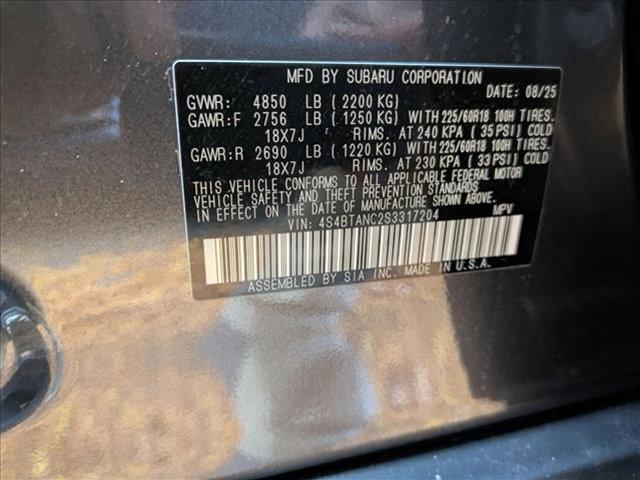 MFD BY SUBARU CORPORATION
DATE: 08/25
GVWR: 4850 LB (2200 KG)
GAWR:F 2756 LB (1250 KG) WITH 225/60R18 100H TIRES.
18X7J RIMS. AT 240 KPA (35 PSI) COLD
GAWR:R 2690 LB (1220 KG) WITH 225/60R18 100H TIRES.
18X7J RIMS. AT 230 KPA (33 PSI) COLD
THIS VEHICLE CONFORMS TO ALL APPLICABLE FEDERAL MOTOR
VEHICLE SAFETY AND THEFT PREVENTION STANDARDS
IN EFFECT ON THE DATE OF MANUFACTURE SHOWN ABOVE.
VIN: 4S4BTANC2S3317204 MPV
ASSEMBLED BY SIA INC. MADE IN U.S.A.